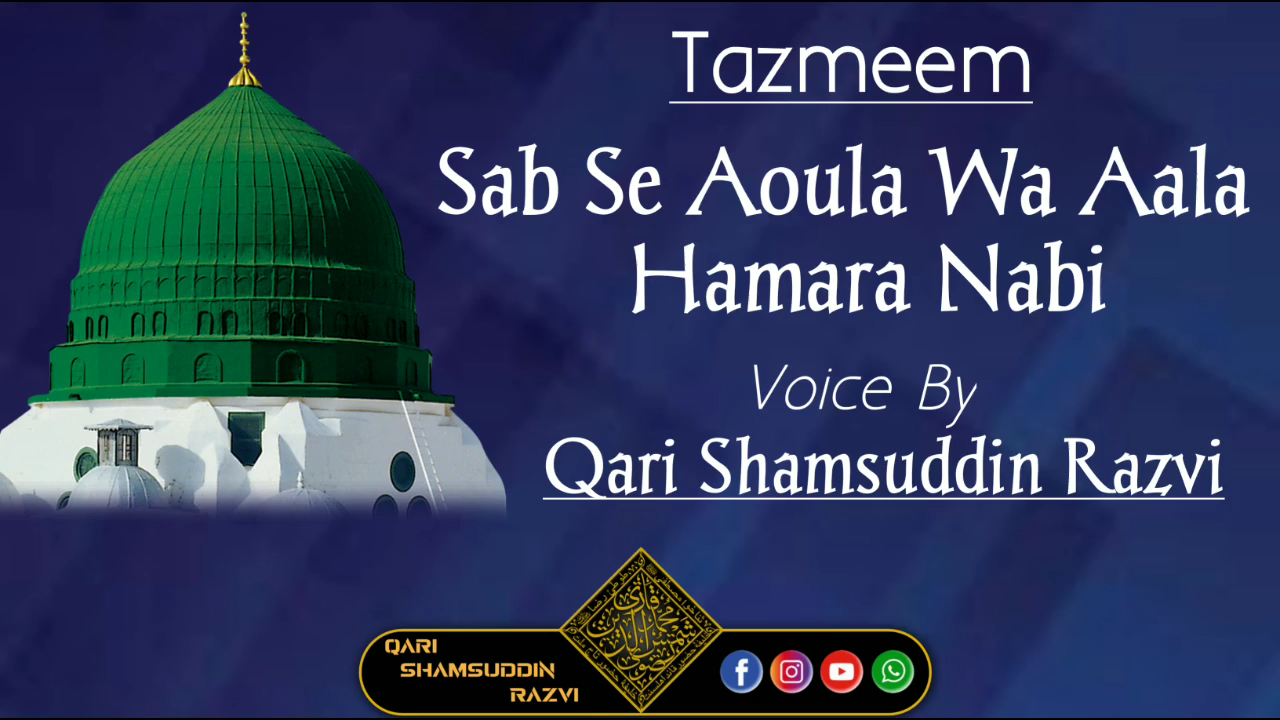 Tazmeem
Sab Se Aoula Wa Aala
Hamara Nabi
Voice By
Qari Shamsuddin Razvi
QARI
SHAMSUDDIN
RAZVI